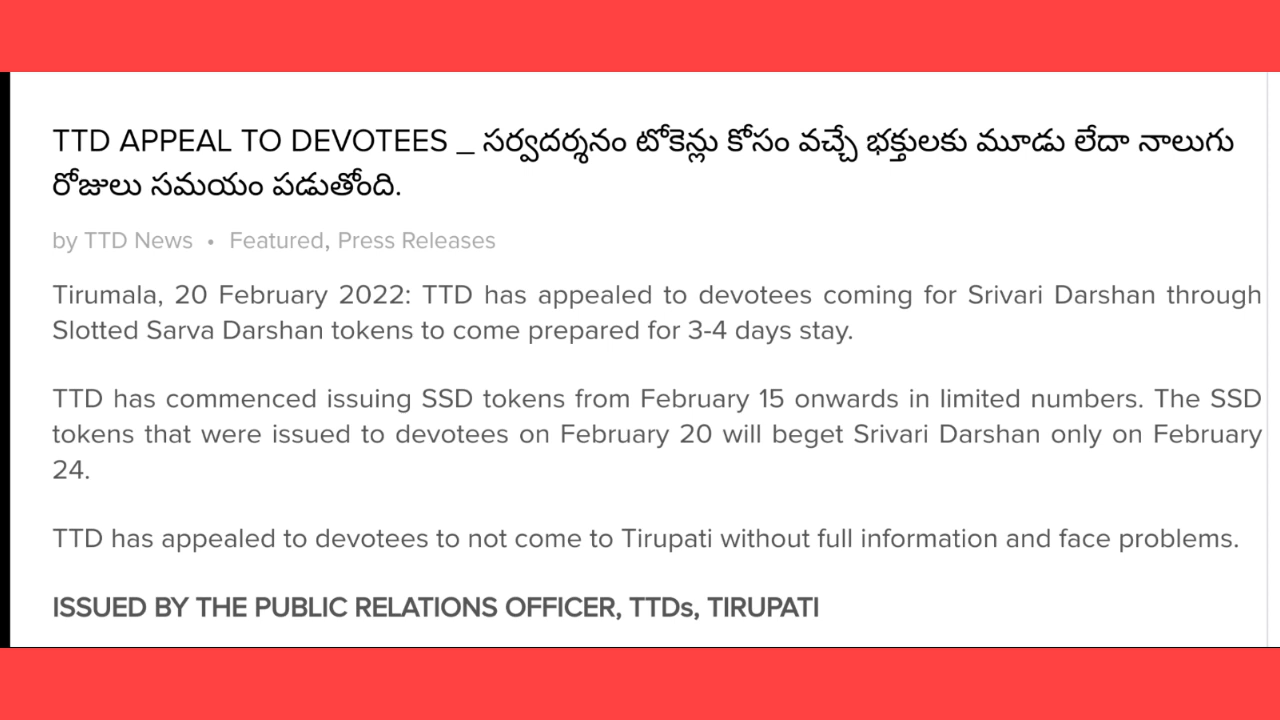 TTD APPEAL TO DEVOTEES _ సర్వదర్శనం టోకెన్లు కోసం వచ్చే భక్తులకు మూడు లేదా నాలుగు
రోజులు సమయం పడుతోంది.
by TTD News • Featured, Press Releases
Tirumala, 20 February 2022: TTD has appealed to devotees coming for Srivari Darshan through
Slotted Sarva Darshan tokens to come prepared for 3-4 days stay.
TTD has commenced issuing SSD tokens from February 15 onwards in limited numbers. The SSD
tokens that were issued to devotees on February 20 will beget Srivari Darshan only on February
24.
TTD has appealed to devotees to not come to Tirupati without full information and face problems.
ISSUED BY THE PUBLIC RELATIONS OFFICER, TTDs, TIRUPATI